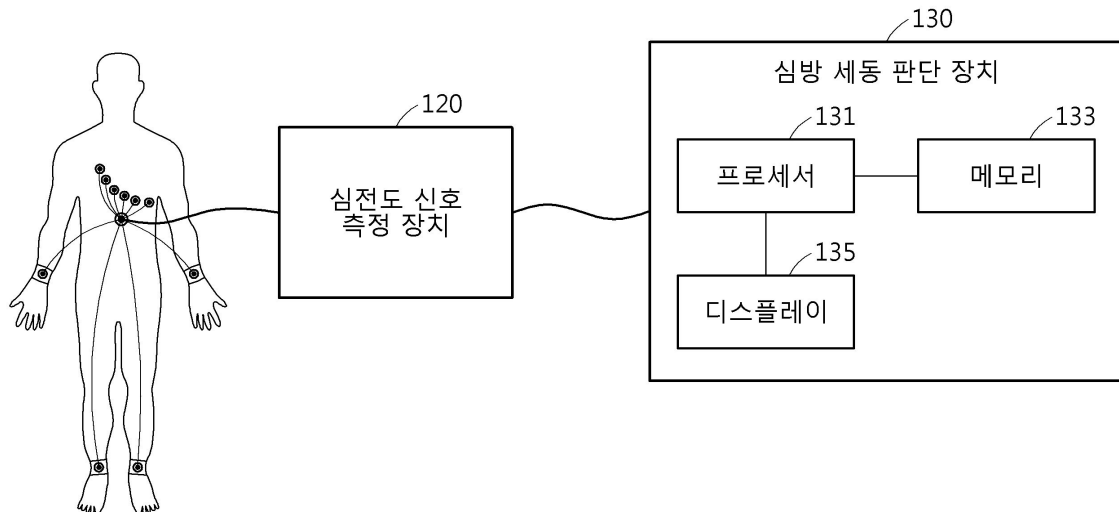 130
심방 세동 판단 장치
120
131
133
프로세서
메모리
심전도 신호
측정 장치
135
디스플레이